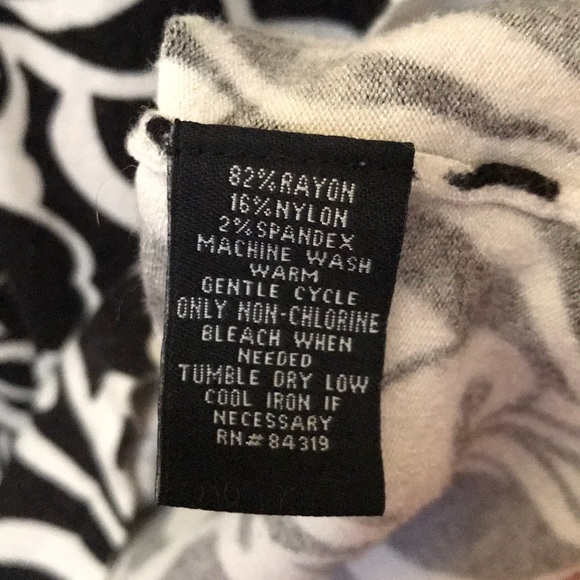 82% RAYON
16% NYLON
2% SPANDEX
MACHINE WASH
WARM
GENTLE CYCLE
ONLY NON-CHLORINE
BLEACH WHEN
NEEDED
TUMBLE DRY LOW
COOL IRON IF
NECESSARY
RN# 84319